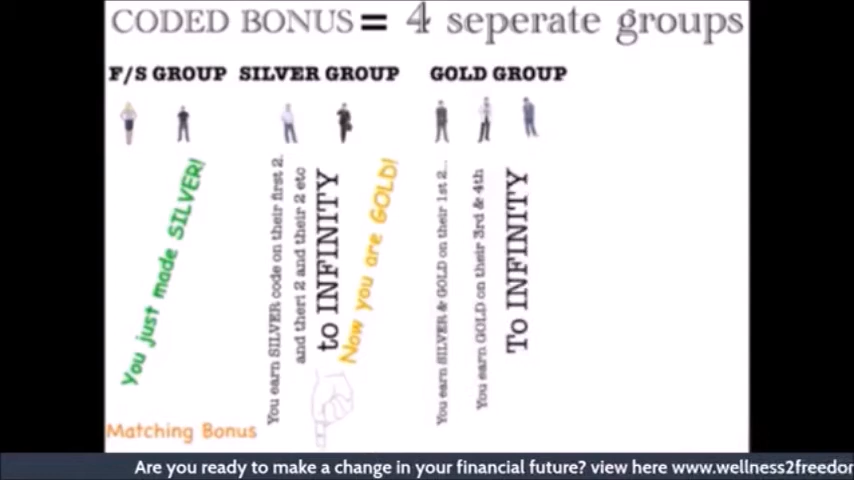 CODED BONUS = 4 seperate groups
F/S GROUP SILVER GROUP GOLD GROUP
You just made SILVER!
You earn SILVER code on their first 2.
and theri 2 and their 2 etc
to INFINITY
Now you are GOLD!
You earn SILVER & GOLD on their 1st 2...
You earn GOLD on their 3rd & 4th
To INFINITY
Matching Bonus
Are you ready to make a change in your financial future? view here www.wellness2freedor